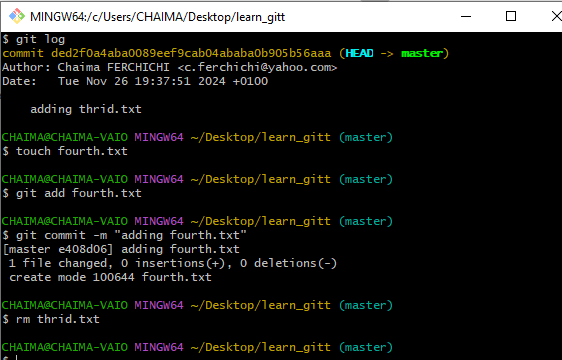 MINGW64:/c/Users/CHAIMA/Desktop/learn_gitt
$ git log
commit ded2f0a4aba0089eef9cab04ababa0b905b56aaa (HEAD -> master)
Author: Chaima FERCHICHI <c.ferchichi@yahoo.com>
Date:   Tue Nov 26 19:37:51 2024 +0100
    adding thrid.txt
CHAIMA@CHAIMA-VAIO MINGW64 ~/Desktop/learn_gitt (master)
$ touch fourth.txt
CHAIMA@CHAIMA-VAIO MINGW64 ~/Desktop/learn_gitt (master)
$ git add fourth.txt
CHAIMA@CHAIMA-VAIO MINGW64 ~/Desktop/learn_gitt (master)
$ git commit -m "adding fourth.txt"
[master e408d06] adding fourth.txt
 1 file changed, 0 insertions(+), 0 deletions(-)
 create mode 100644 fourth.txt
CHAIMA@CHAIMA-VAIO MINGW64 ~/Desktop/learn_gitt (master)
$ rm thrid.txt
CHAIMA@CHAIMA-VAIO MINGW64 ~/Desktop/learn_gitt (master)
$